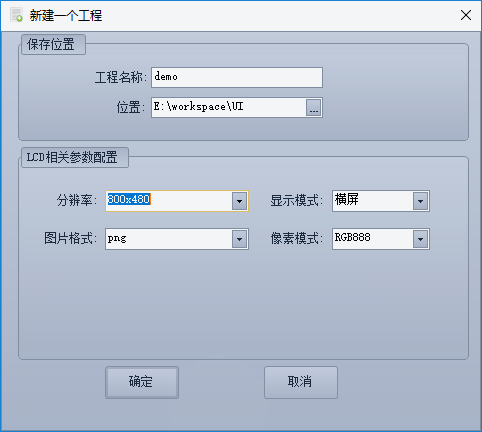 新建一个工程
保存位置
工程名称: demo
位置: E:\workspace\UI ...
LCD相关参数配置
分辨率: 800x480 显示模式: 横屏
图片格式: png 像素模式: RGB888
确定 取消